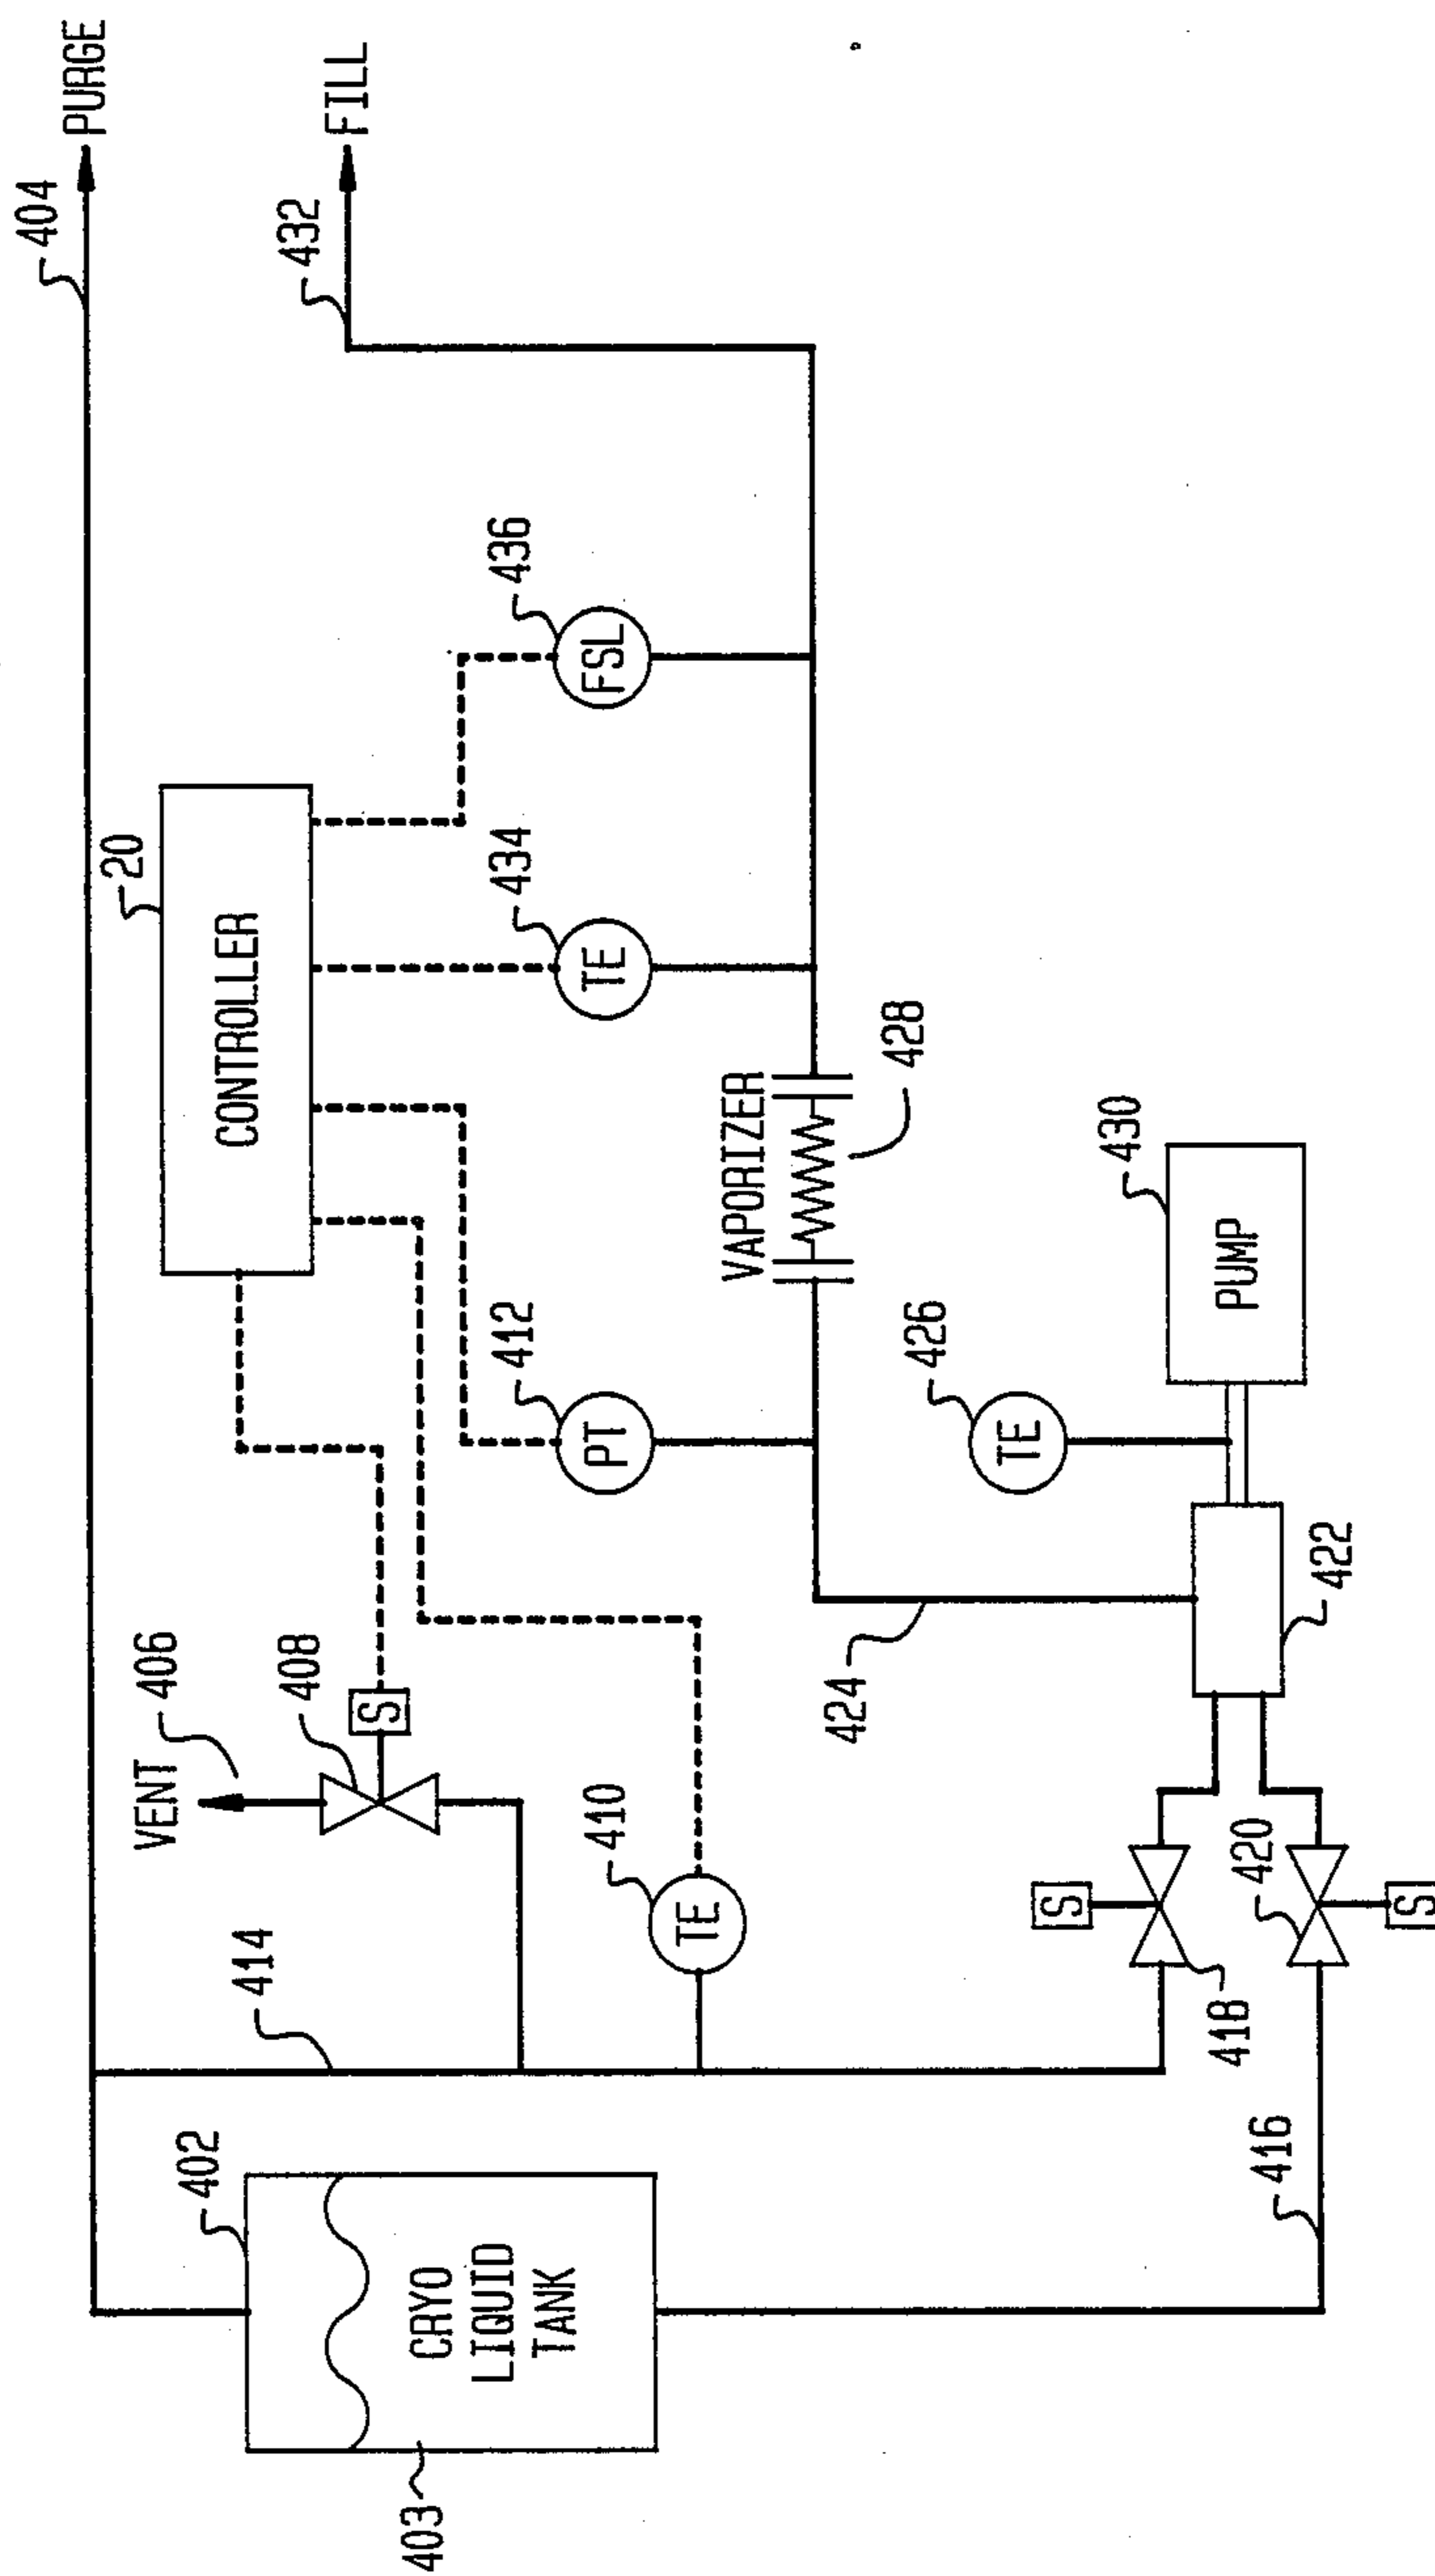 PURGE
404
FILL
432
20
CONTROLLER
436
FSL
434
TE
412
PT
VAPORIZER
428
VENT
406
408
S
410
TE
414
426
TE
430
PUMP
424
422
402
CRYO
LIQUID
TANK
403
S
418
420
S
416